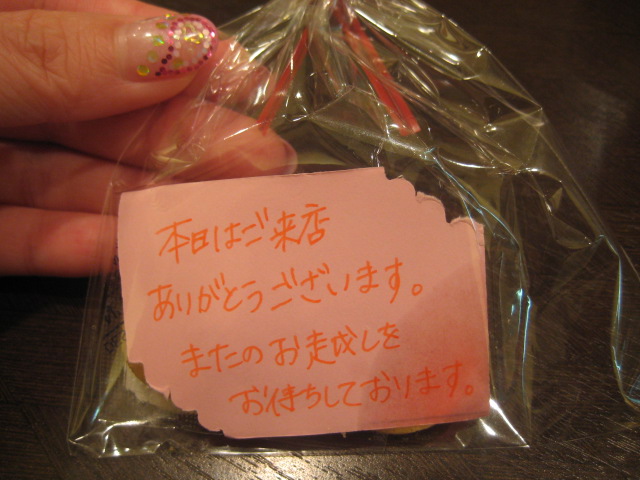 本日はご来店
ありがとうございます。
またのお越しを
お待ちしております。